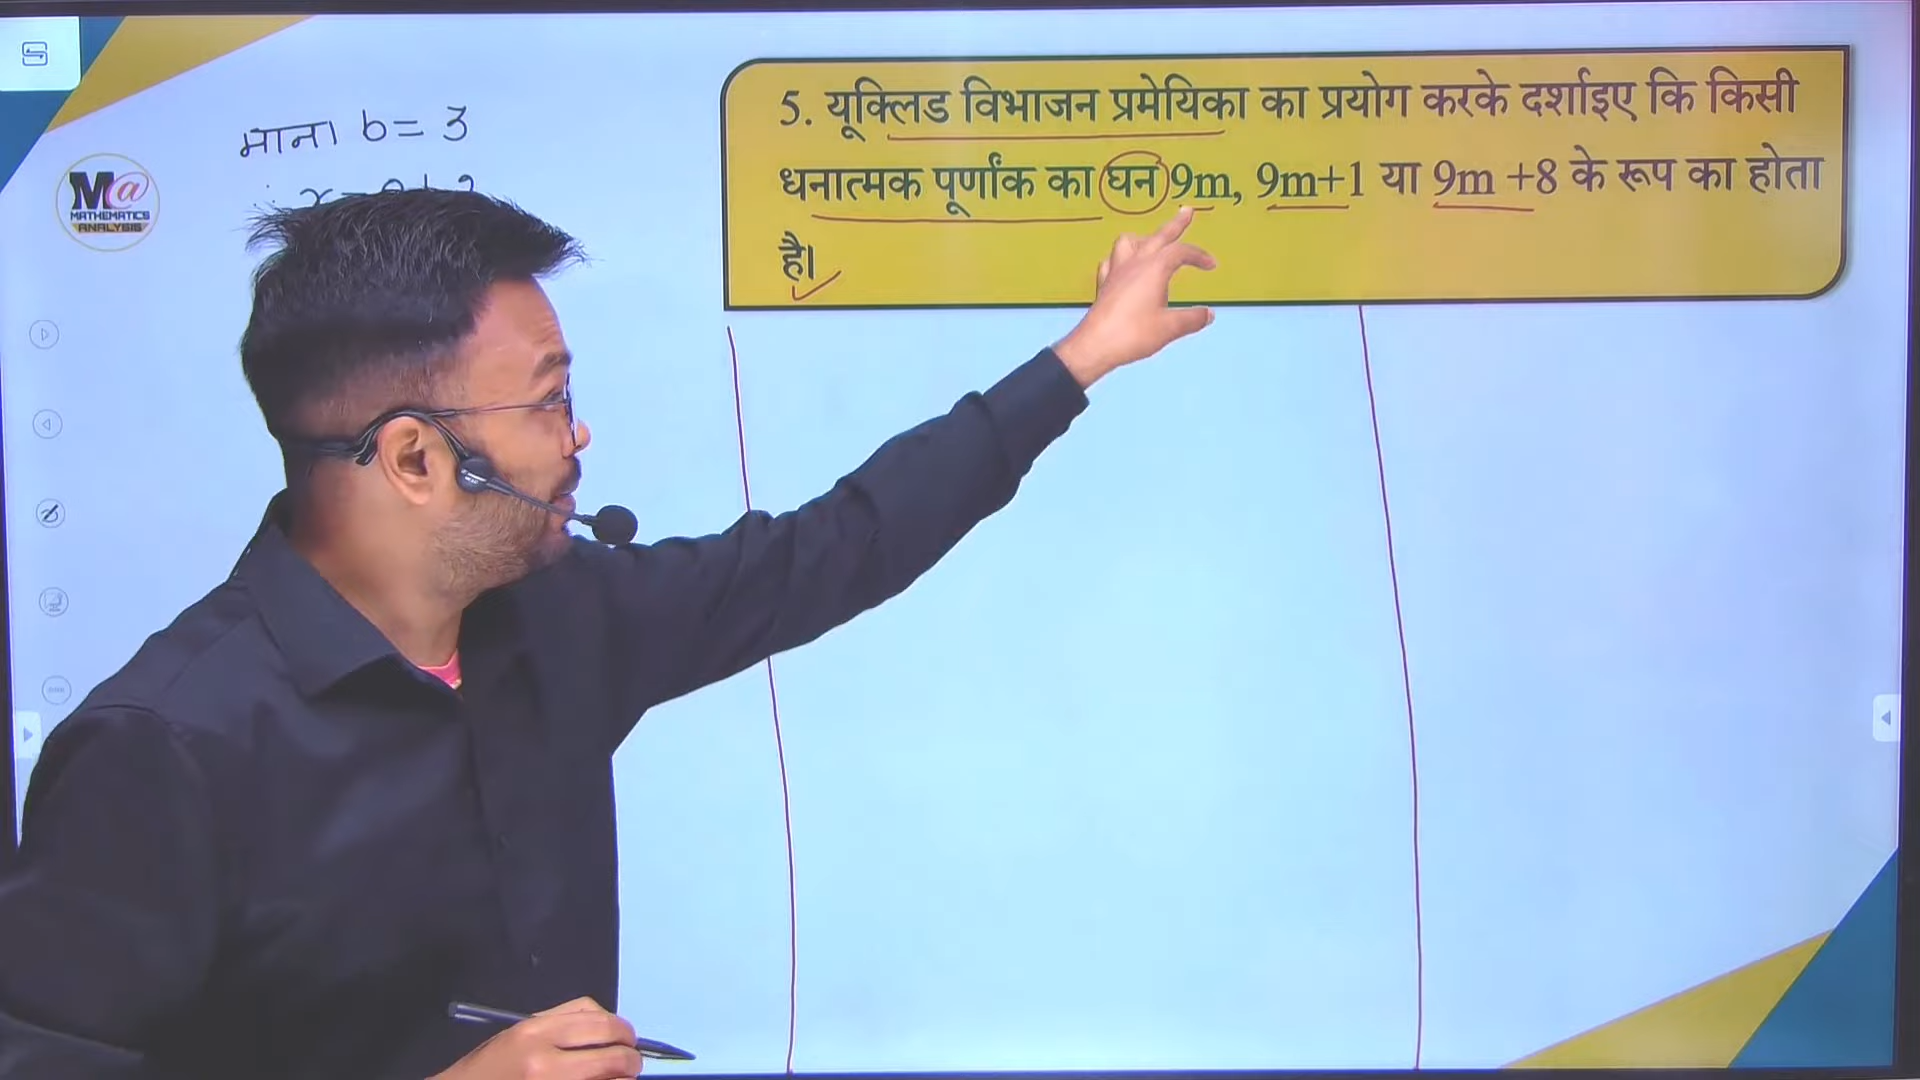 माना b = 3
5. यूक्लिड विभाजन प्रमेयिका का प्रयोग करके दर्शाइए कि किसी
धनात्मक पूर्णांक का घन 9m, 9m+1 या 9m +8 के रूप का होता
है।
M@
MATHEMATICS
ANALYSIS